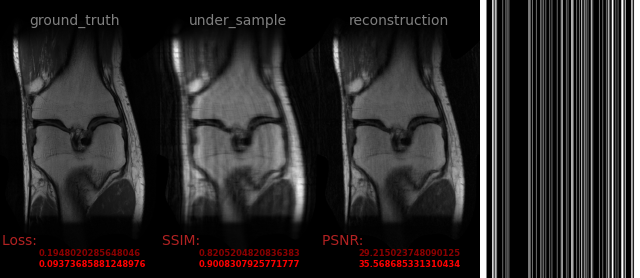 ground_truth under_sample reconstruction
Loss: SSIM: PSNR:
0.1948020285648046 0.8205204820836383 29.215023748090125
0.09373685881248976 0.9008307925771777 35.568685331310434